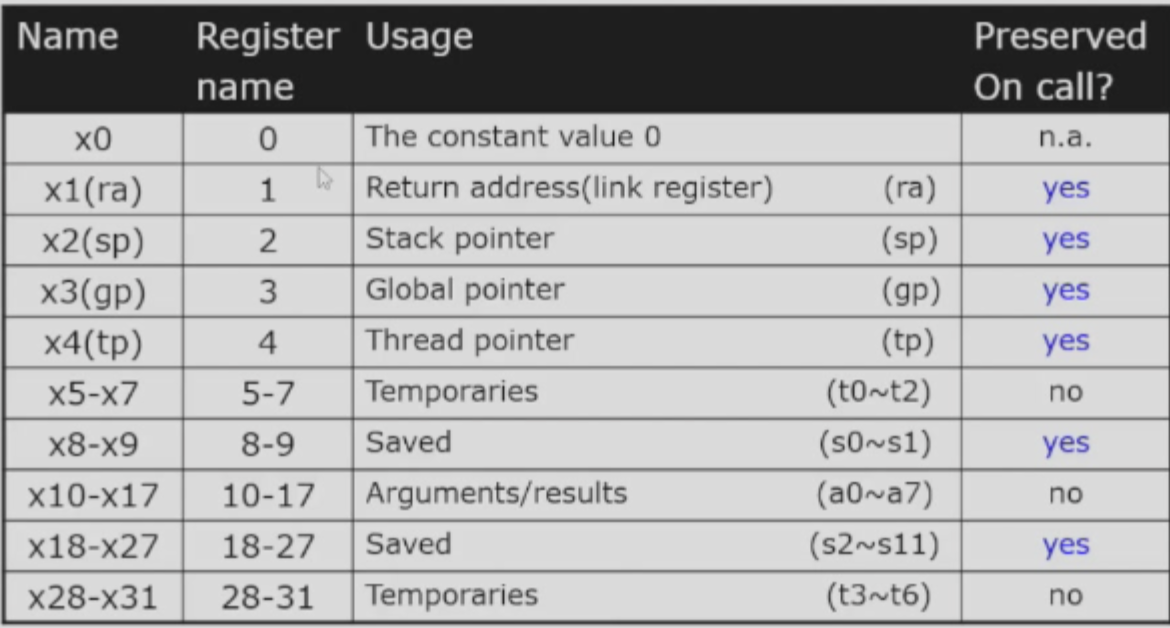 Name Register name Usage Preserved On call?
x0 0 The constant value 0 n.a.
x1(ra) 1 Return address(link register) (ra) yes
x2(sp) 2 Stack pointer (sp) yes
x3(gp) 3 Global pointer (gp) yes
x4(tp) 4 Thread pointer (tp) yes
x5-x7 5-7 Temporaries (t0~t2) no
x8-x9 8-9 Saved (s0~s1) yes
x10-x17 10-17 Arguments/results (a0~a7) no
x18-x27 18-27 Saved (s2~s11) yes
x28-x31 28-31 Temporaries (t3~t6) no